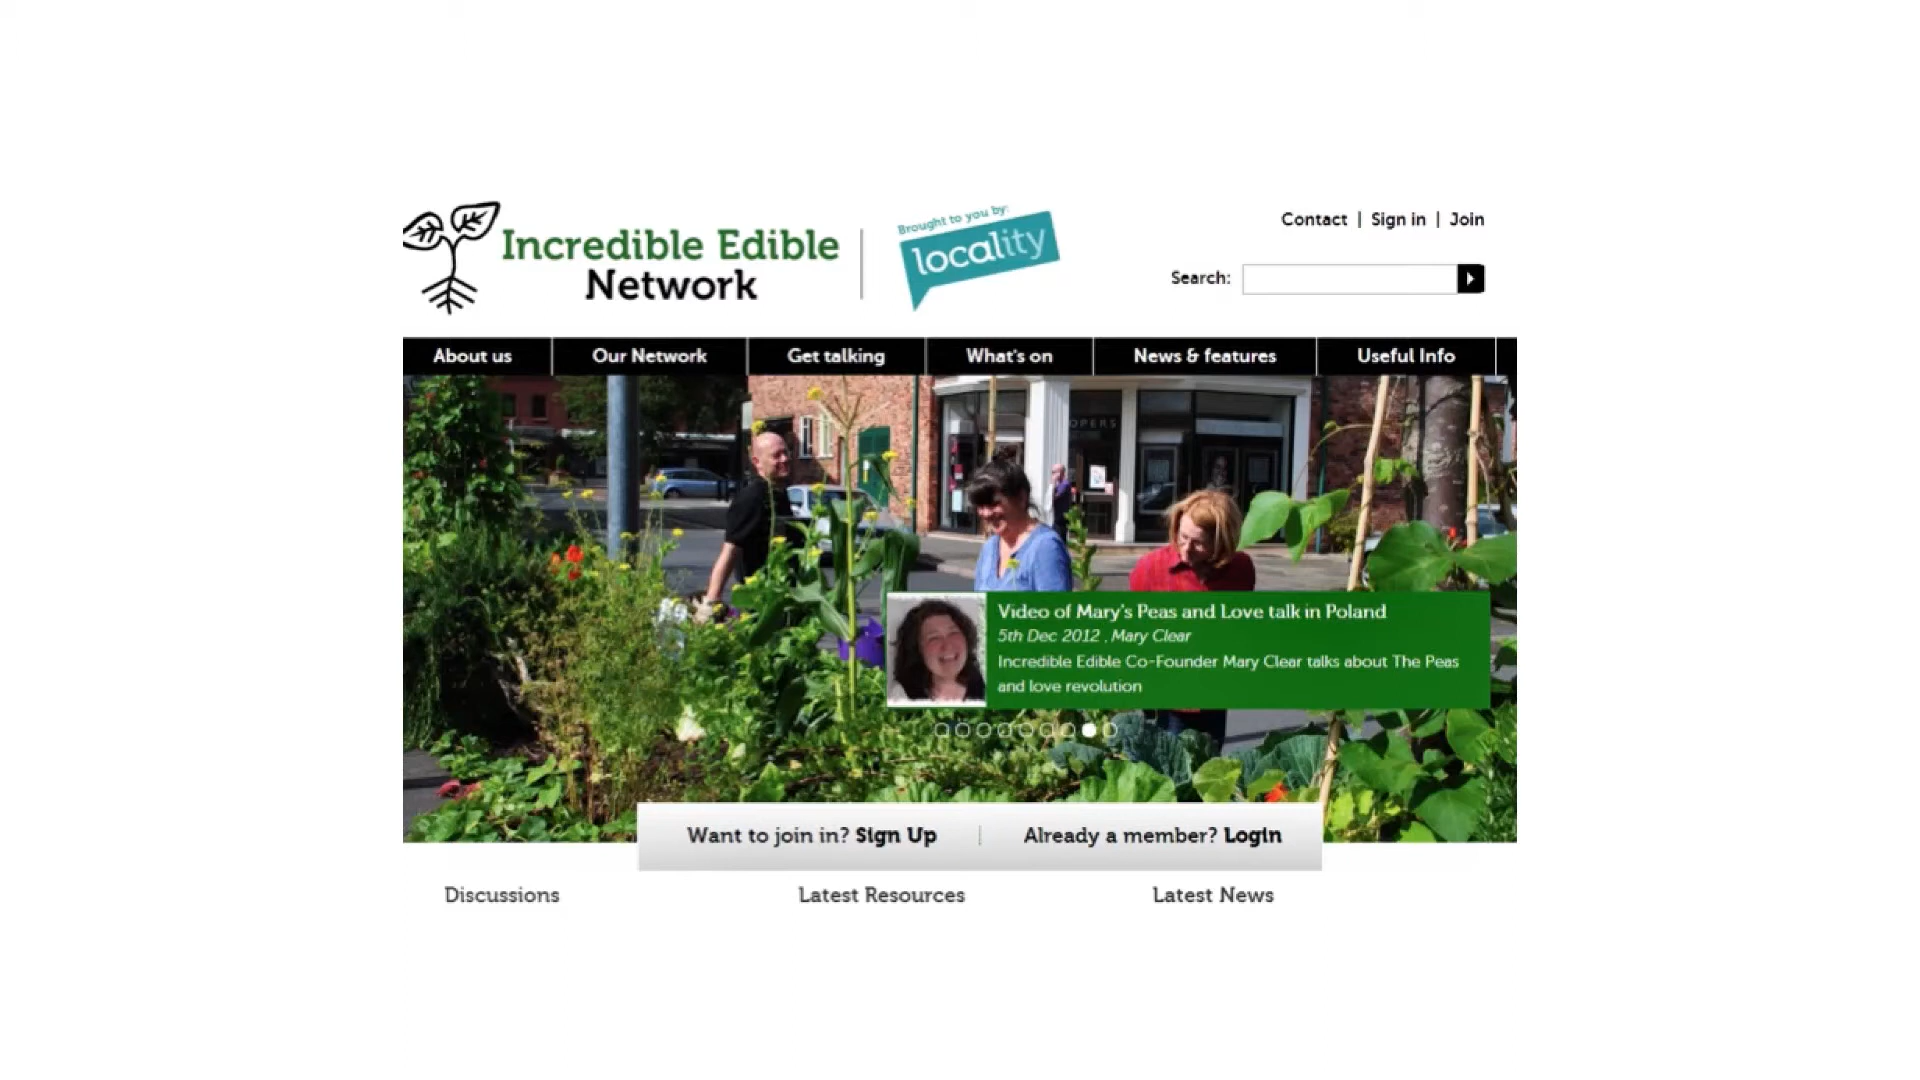 Incredible Edible
Network
Brought to you by:
locality
Contact | Sign in | Join
Search:
About us
Our Network
Get talking
What's on
News & features
Useful Info
OPERS
Video of Mary's Peas and Love talk in Poland
5th Dec 2012 , Mary Clear
Incredible Edible Co-Founder Mary Clear talks about The Peas
and love revolution
Want to join in? Sign Up | Already a member? Login
Discussions
Latest Resources
Latest News